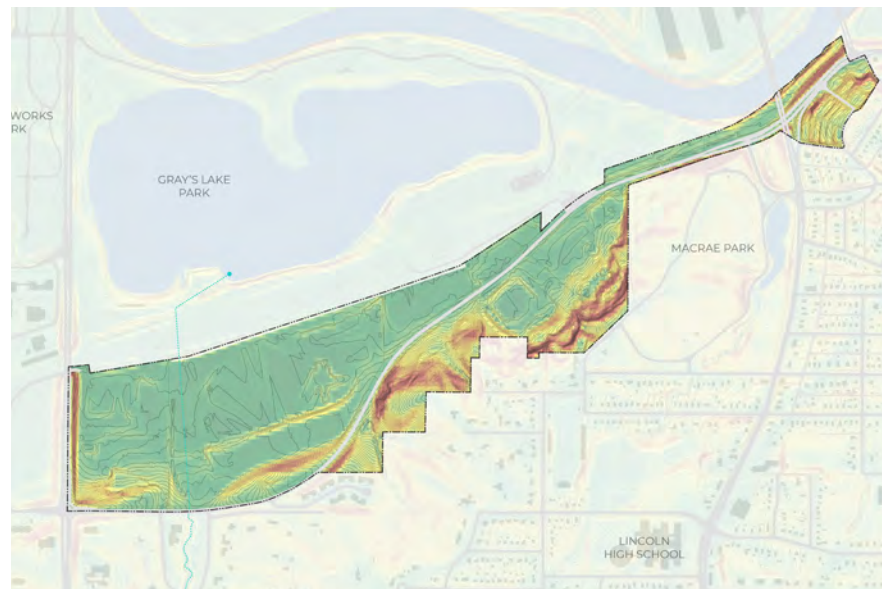 WORKS
RK
GRAY'S LAKE
PARK
MACRAE PARK
LINCOLN
HIGH SCHOOL